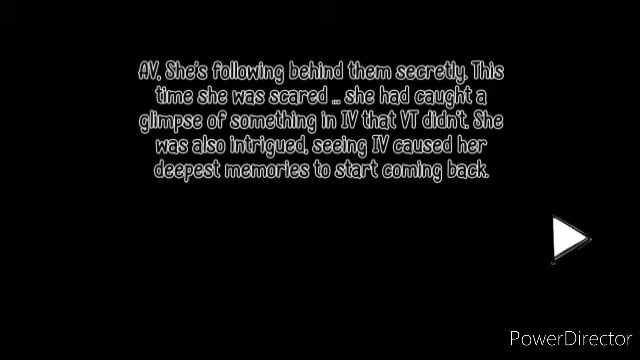 AV, She's following behind them secretly. This
time she was scared ... she had caught a
glimpse of something in IV that VT didn't. She
was also intrigued, seeing IV caused her
deepest memories to start coming back.
PowerDirector